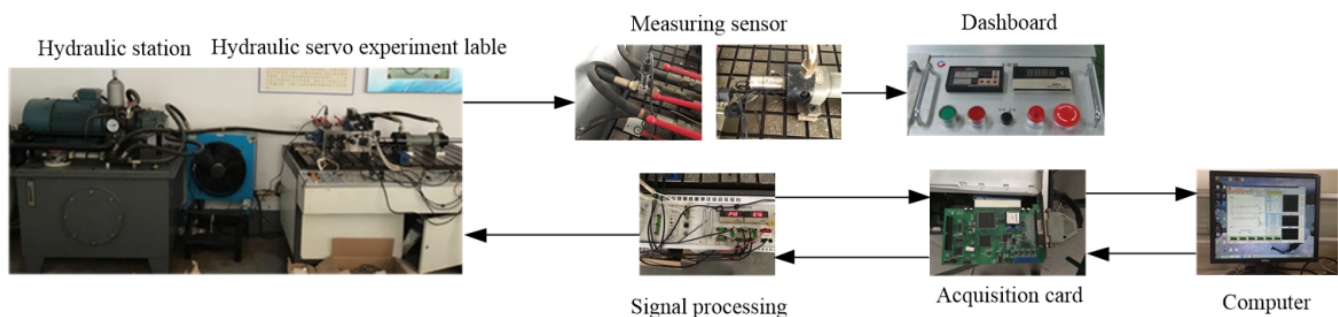 Measuring sensor
Dashboard
Hydraulic station
Hydraulic servo experiment lable
Signal processing
Acquisition card
Computer